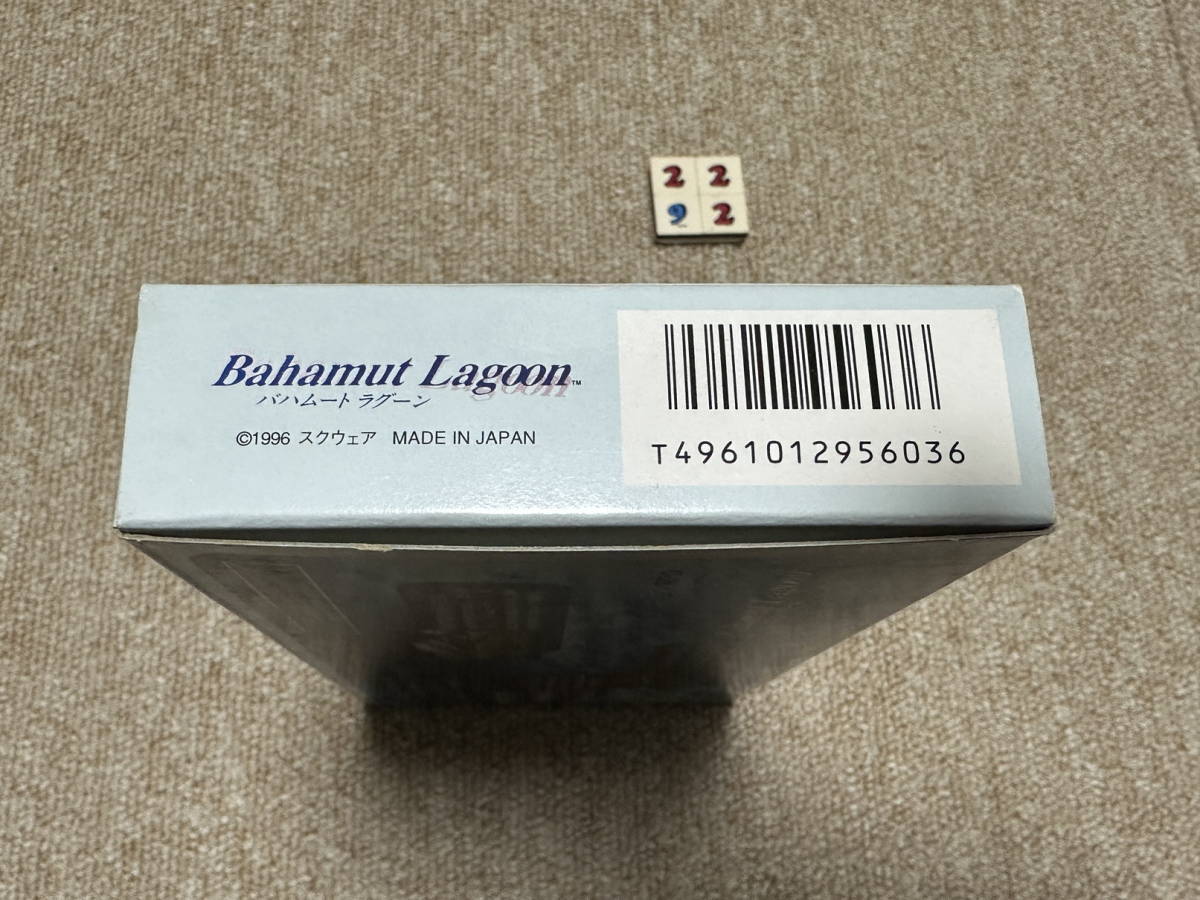 2 2
9 2
Bahamut Lagoon™
バハムート ラグーン
©1996 スクウェア MADE IN JAPAN
T4961012956036